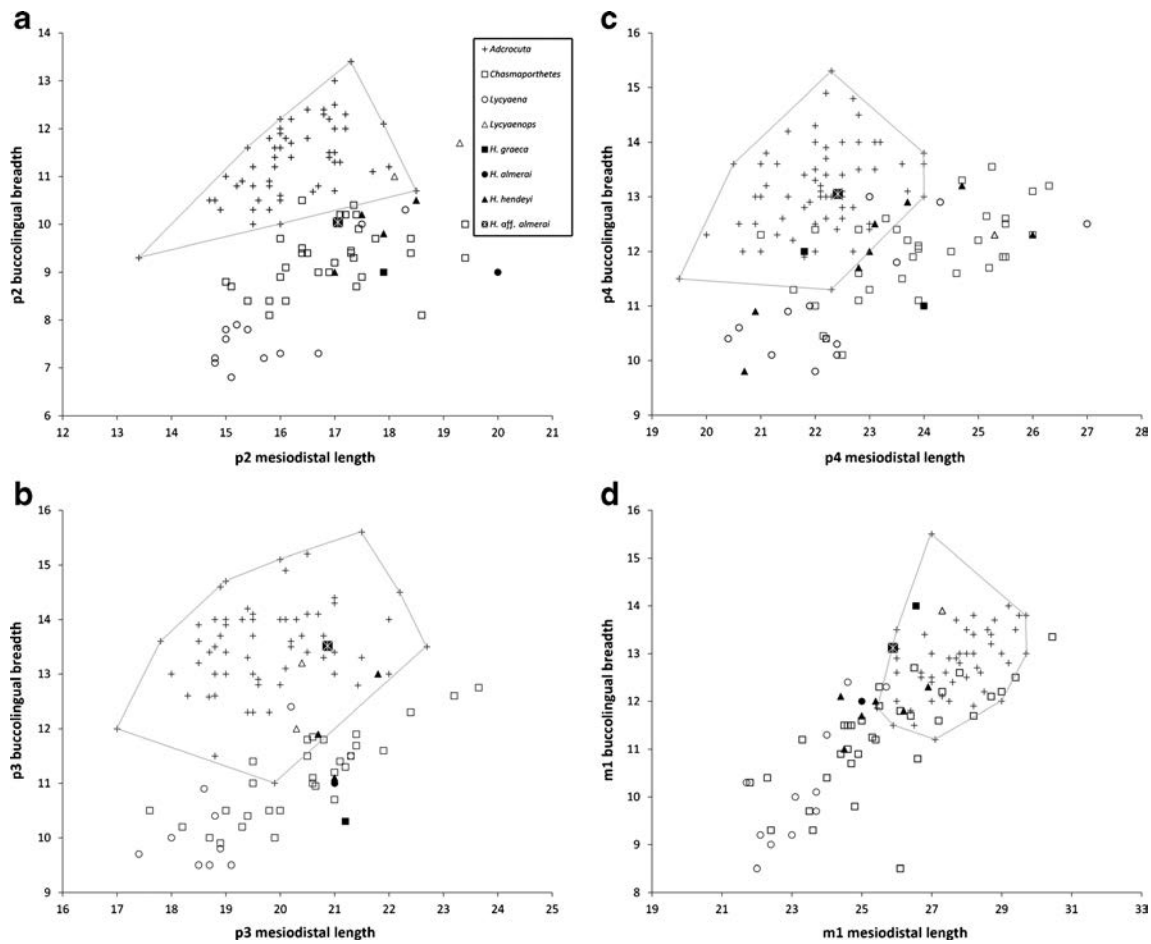 a
p2 buccolingual breadth
14
13
12
11
10
9
8
7
6
12 13 14 15 16 17 18 19 20 21
p2 mesiodistal length
Adcrocuta
Chasmaporthetes
Lycyaena
Lycyaenops
H. graeca
H. almerai
H. hendeyi
H. aff. almerai
c
p4 buccolingual breadth
16
15
14
13
12
11
10
9
19 20 21 22 23 24 25 26 27 28
p4 mesiodistal length
b
p3 buccolingual breadth
16
15
14
13
12
11
10
9
16 17 18 19 20 21 22 23 24 25
p3 mesiodistal length
d
m1 buccolingual breadth
16
15
14
13
12
11
10
9
8
19 21 23 25 27 29 31 33
m1 mesiodistal length